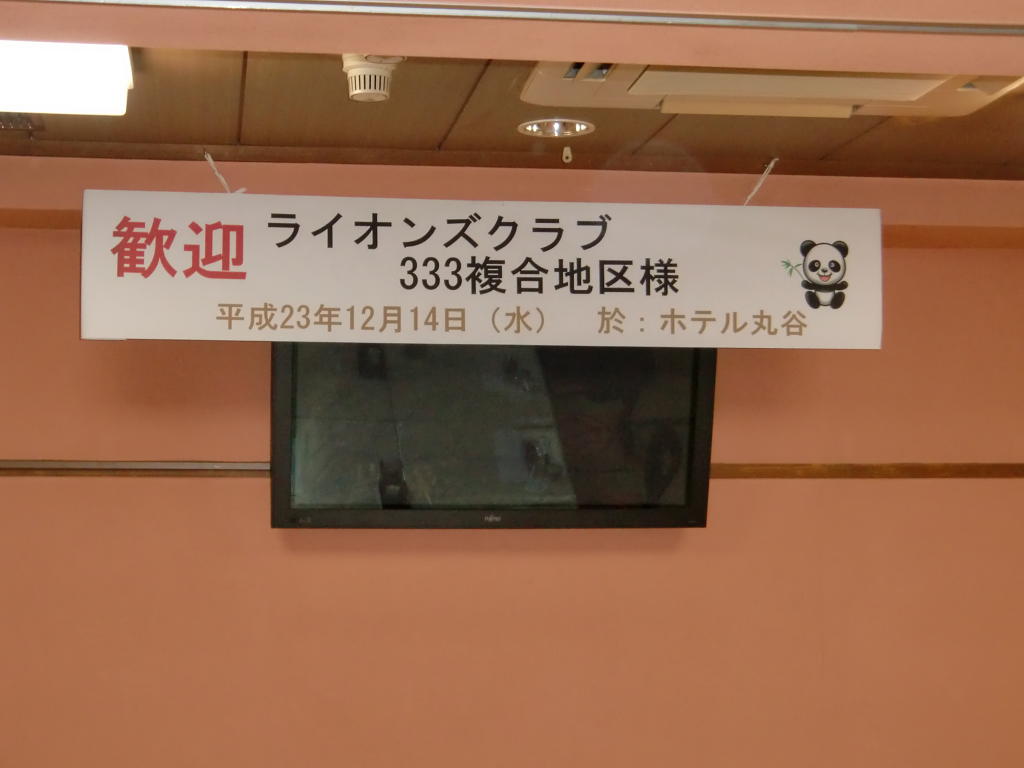 歓迎 ライオンズクラブ
333複合地区様
平成23年12月14日（水） 於：ホテル丸谷
FUJITSU